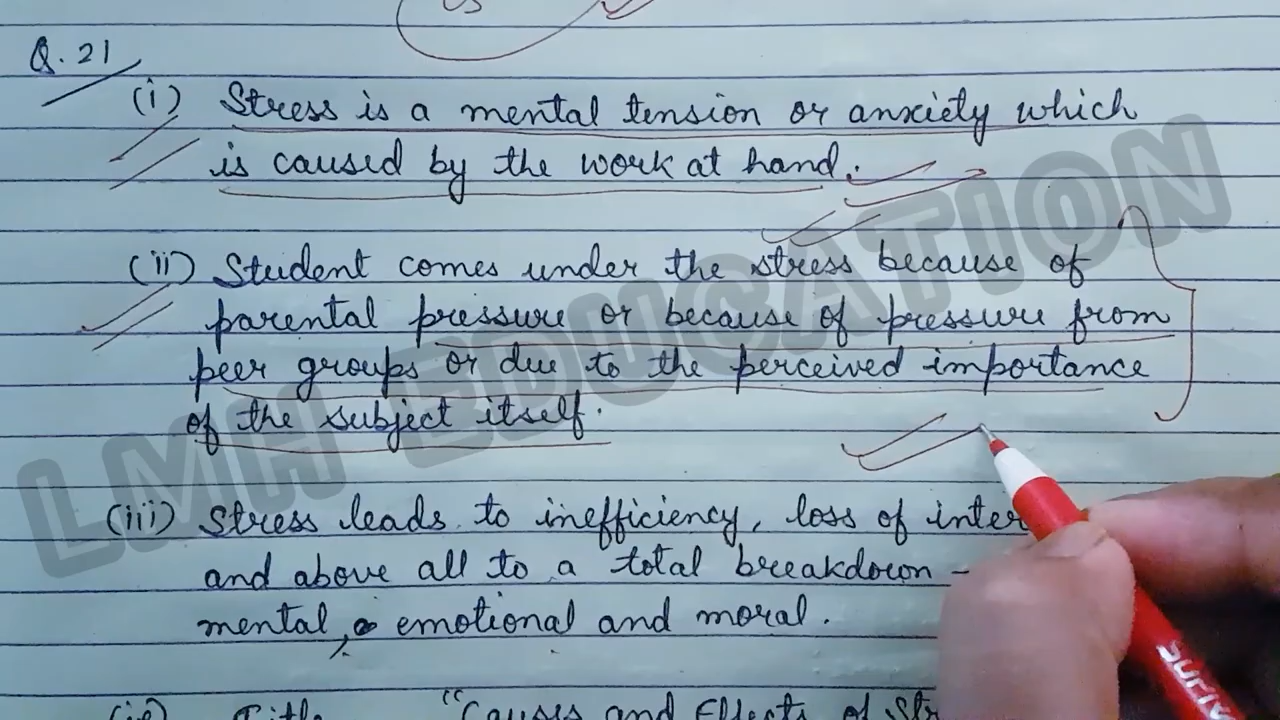 Q. 21
(i) Stress is a mental tension or anxiety which
is caused by the work at hand.
(ii) Student comes under the stress because of
parental pressure or because of pressure from
peer groups or due to the perceived importance
of the subject itself.
(iii) Stress leads to inefficiency, loss of inter
and above all to a total breakdown -
mental, emotional and moral.
(iv) Title "Causes and Effects of Str
LMH EDUCATION